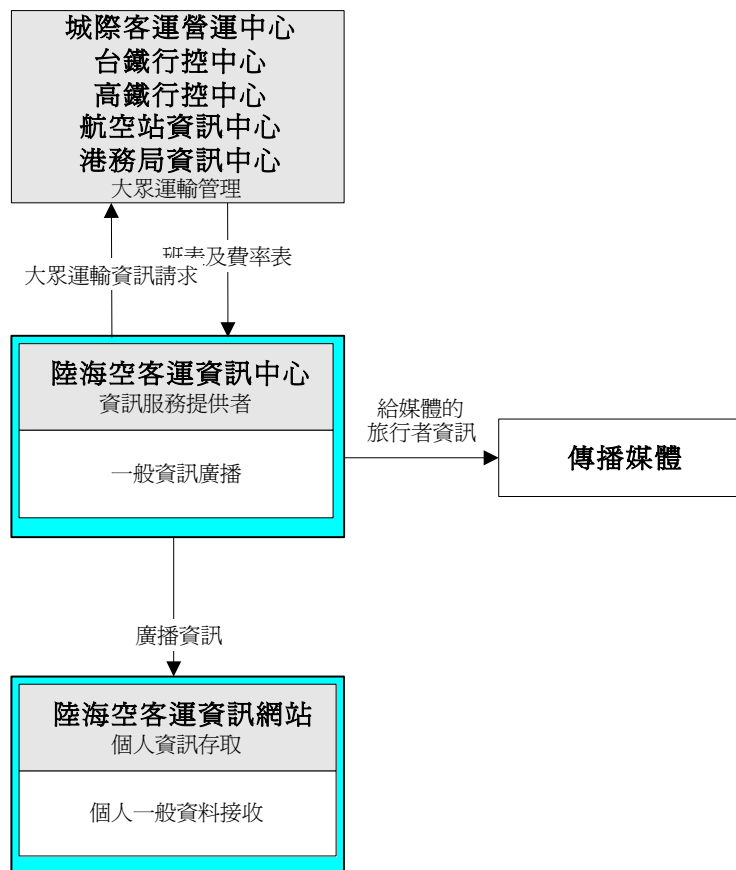 城際客運營運中心
台鐵行控中心
高鐵行控中心
航空站資訊中心
港務局資訊中心
大眾運輸管理
班表及費率表
大眾運輸資訊請求
陸海空客運資訊中心
資訊服務提供者
一般資訊廣播
給媒體的
旅行者資訊
傳播媒體
廣播資訊
陸海空客運資訊網站
個人資訊存取
個人一般資料接收